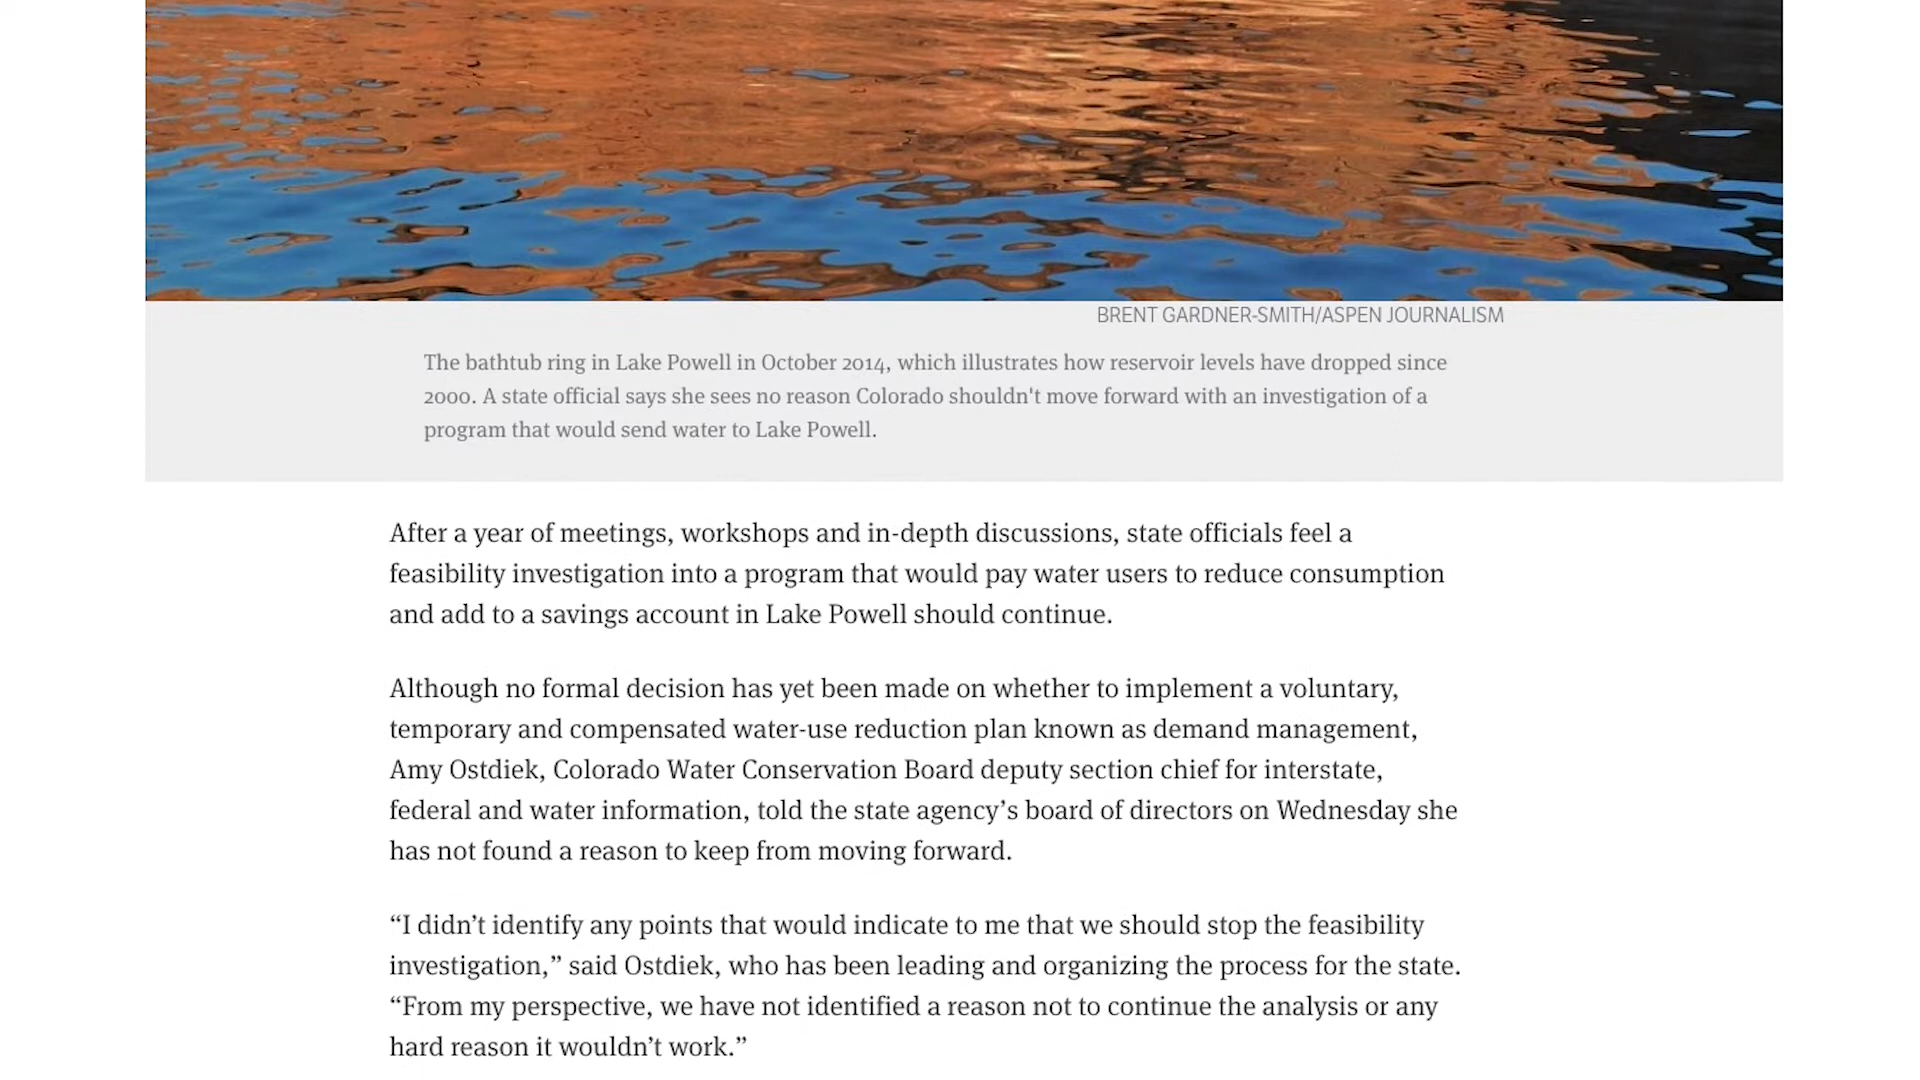 BRENT GARDNER-SMITH/ASPEN JOURNALISM
The bathtub ring in Lake Powell in October 2014, which illustrates how reservoir levels have dropped since
2000. A state official says she sees no reason Colorado shouldn't move forward with an investigation of a
program that would send water to Lake Powell.
After a year of meetings, workshops and in-depth discussions, state officials feel a
feasibility investigation into a program that would pay water users to reduce consumption
and add to a savings account in Lake Powell should continue.
Although no formal decision has yet been made on whether to implement a voluntary,
temporary and compensated water-use reduction plan known as demand management,
Amy Ostdiek, Colorado Water Conservation Board deputy section chief for interstate,
federal and water information, told the state agency’s board of directors on Wednesday she
has not found a reason to keep from moving forward.
“I didn’t identify any points that would indicate to me that we should stop the feasibility
investigation,” said Ostdiek, who has been leading and organizing the process for the state.
“From my perspective, we have not identified a reason not to continue the analysis or any
hard reason it wouldn’t work.”